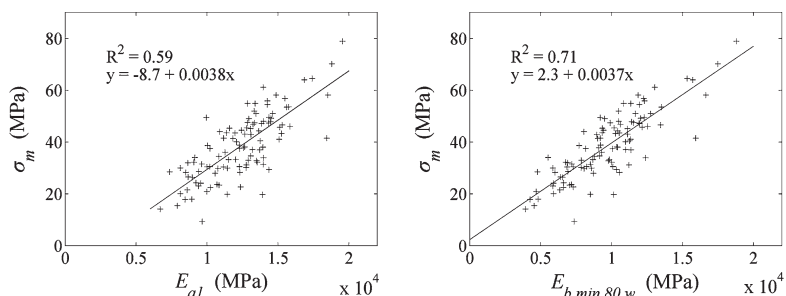 80
60
40
20
0
σm (MPa)
R² = 0.59
y = -8.7 + 0.0038x
0 0.5 1 1.5 2
Ea1 (MPa)
x 10⁴
80
60
40
20
0
σm (MPa)
R² = 0.71
y = 2.3 + 0.0037x
0 0.5 1 1.5 2
Eb,min,80,w (MPa)
x 10⁴